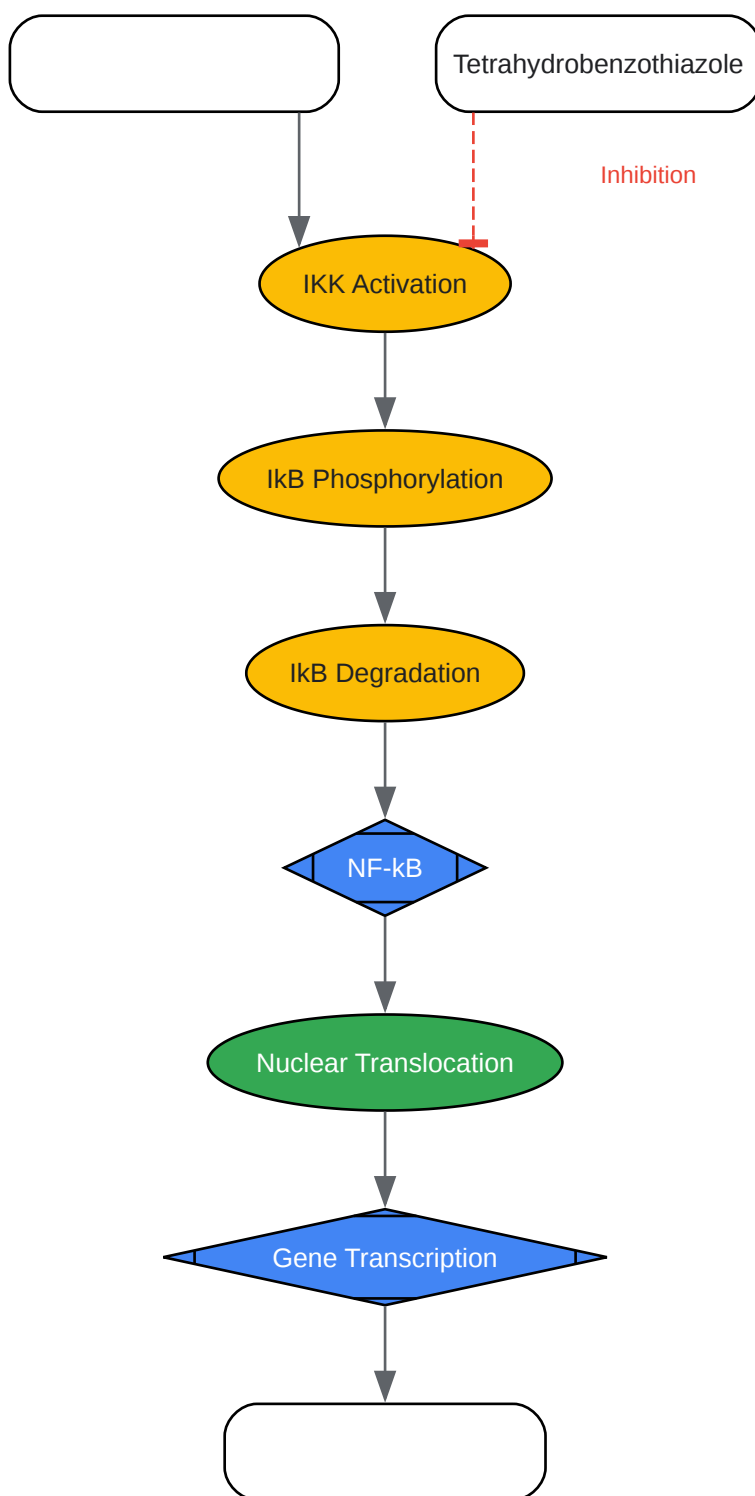 Tetrahydrobenzothiazole
Inhibition
IKK Activation
IkB Phosphorylation
IkB Degradation
NF-kB
Nuclear Translocation
Gene Transcription